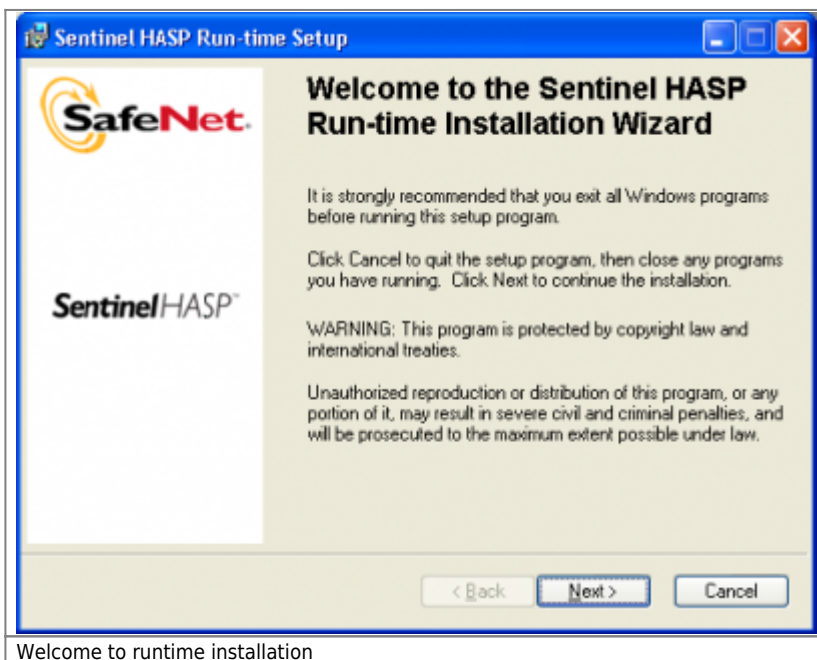 Sentinel HASP Run-time Setup
SafeNet.
SentinelHASP™
Welcome to the Sentinel HASP
Run-time Installation Wizard
It is strongly recommended that you exit all Windows programs
before running this setup program.
Click Cancel to quit the setup program, then close any programs
you have running. Click Next to continue the installation.
WARNING: This program is protected by copyright law and
international treaties.
Unauthorized reproduction or distribution of this program, or any
portion of it, may result in severe civil and criminal penalties, and
will be prosecuted to the maximum extent possible under law.
< Back
Next >
Cancel
Welcome to runtime installation